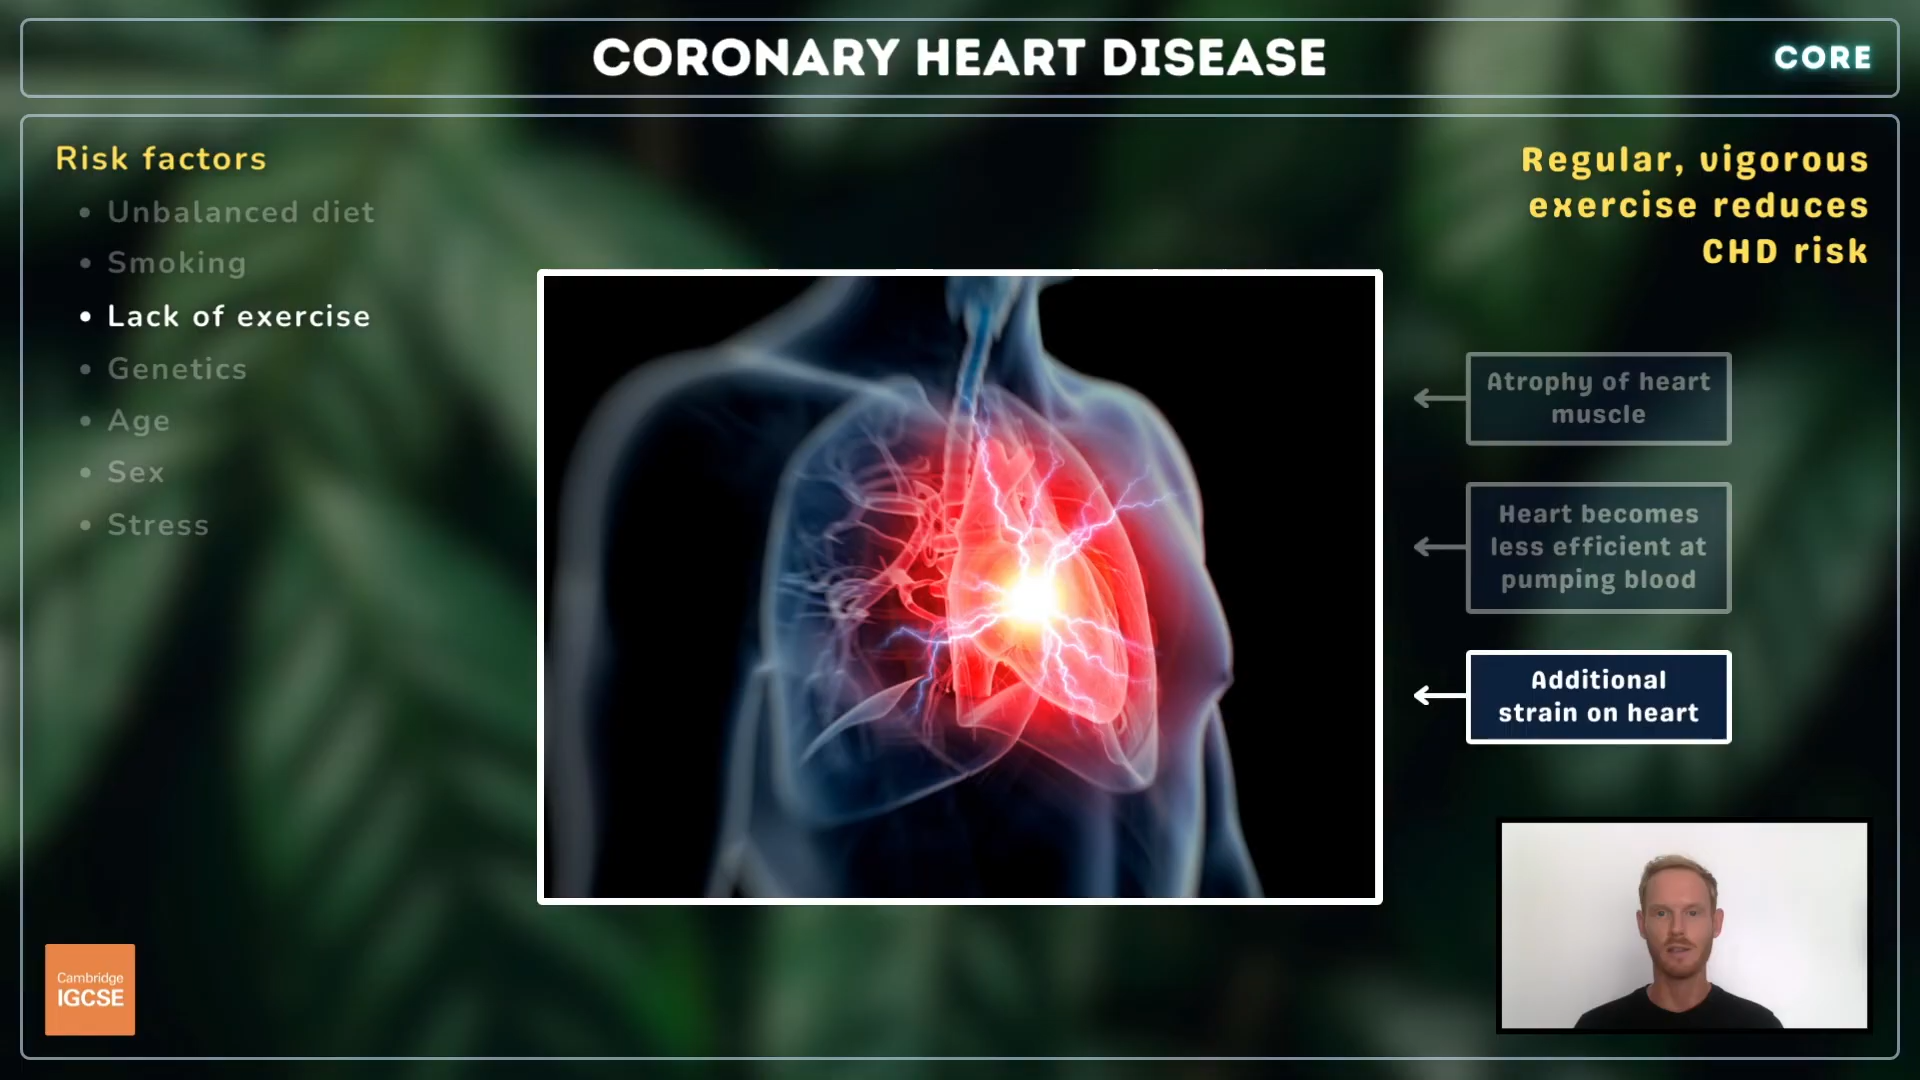 CORONARY HEART DISEASE
CORE
Risk factors
• Unbalanced diet
• Smoking
• Lack of exercise
• Genetics
• Age
• Sex
• Stress
Regular, vigorous
exercise reduces
CHD risk
Atrophy of heart
muscle
Heart becomes
less efficient at
pumping blood
Additional
strain on heart
Cambridge
IGCSE